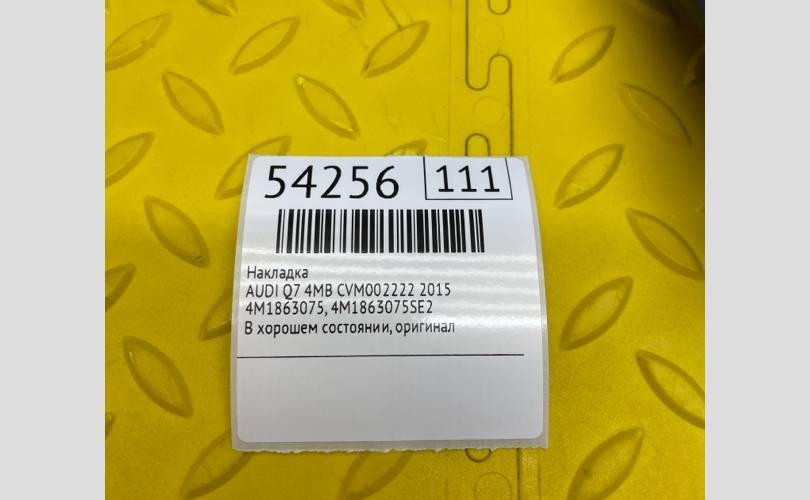 54256 111
Накладка
AUDI Q7 4MB CVM002222 2015
4M1863075, 4M1863075SE2
В хорошем состоянии, оригинал